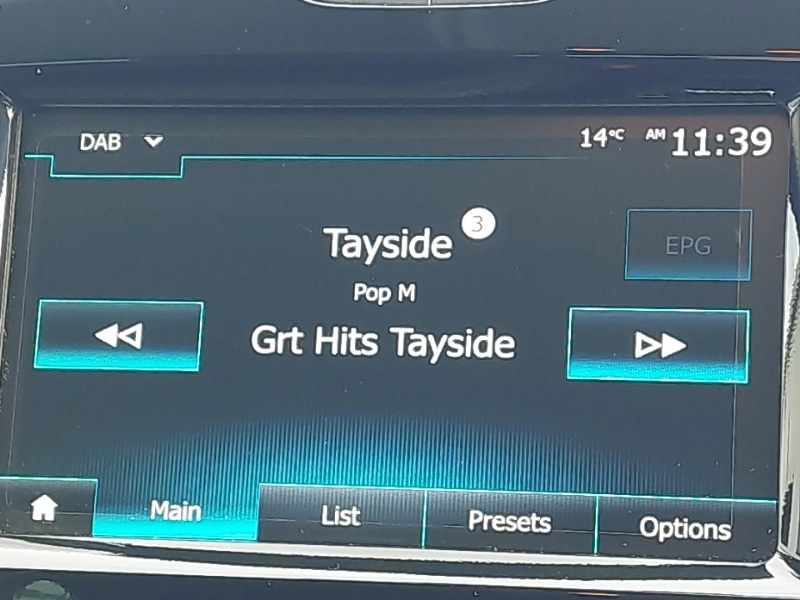 DAB
14°C AM 11:39
Tayside 3
EPG
Pop M
Grt Hits Tayside
Main List Presets Options